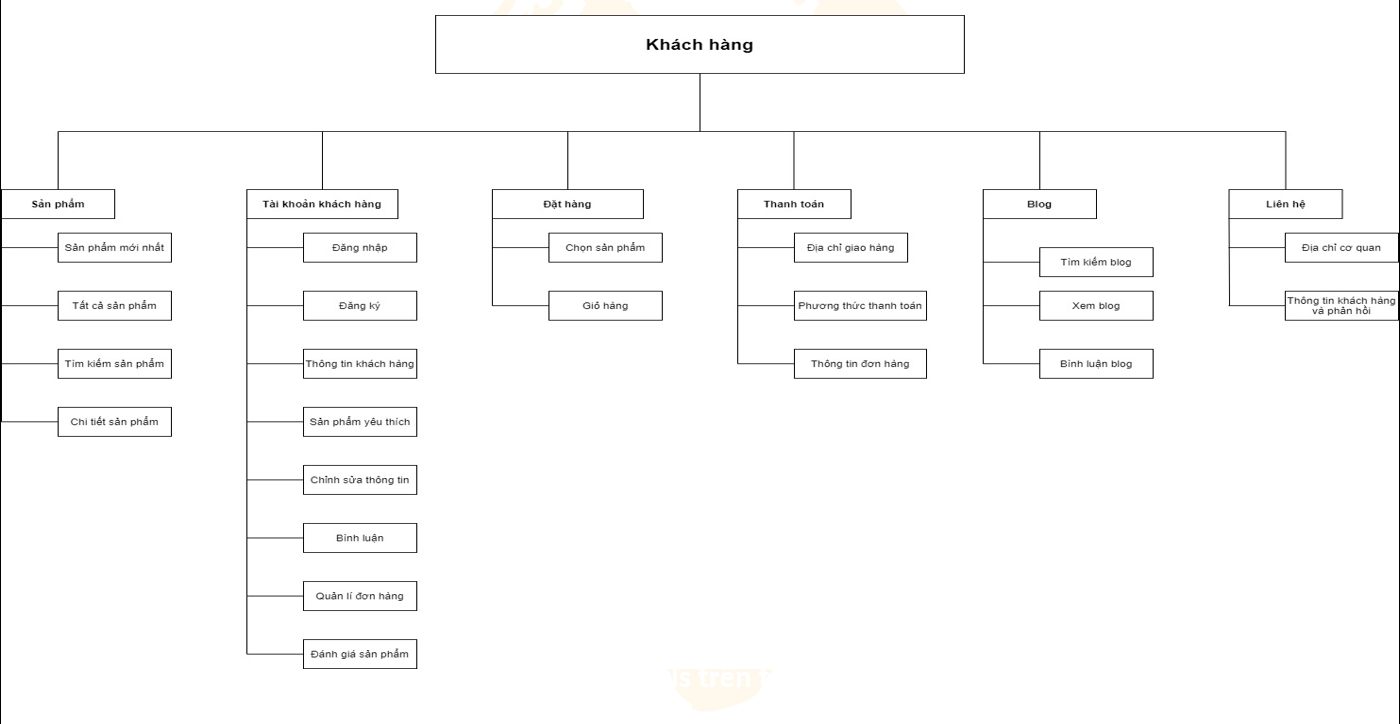 Khách hàng
Sản phẩm
Sản phẩm mới nhất
Tất cả sản phẩm
Tìm kiếm sản phẩm
Chi tiết sản phẩm
Tài khoản khách hàng
Đăng nhập
Đăng ký
Thông tin khách hàng
Sản phẩm yêu thích
Chỉnh sửa thông tin
Bình luận
Quản lí đơn hàng
Đánh giá sản phẩm
Đặt hàng
Chọn sản phẩm
Giỏ hàng
Thanh toán
Địa chỉ giao hàng
Phương thức thanh toán
Thông tin đơn hàng
Blog
Tìm kiếm blog
Xem blog
Bình luận blog
Liên hệ
Địa chỉ cơ quan
Thông tin khách hàng
và phản hồi